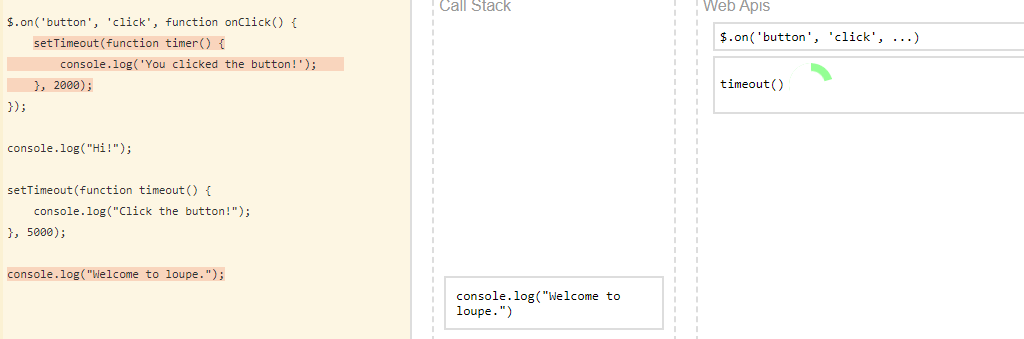 $.on('button', 'click', function onClick() {
    setTimeout(function timer() {
        console.log('You clicked the button!');
    }, 2000);
});
console.log("Hi!");
setTimeout(function timeout() {
    console.log("Click the button!");
}, 5000);
console.log("Welcome to loupe.");
Call Stack
console.log("Welcome to
loupe.")
Web Apis
$.on('button', 'click', ...)
timeout()